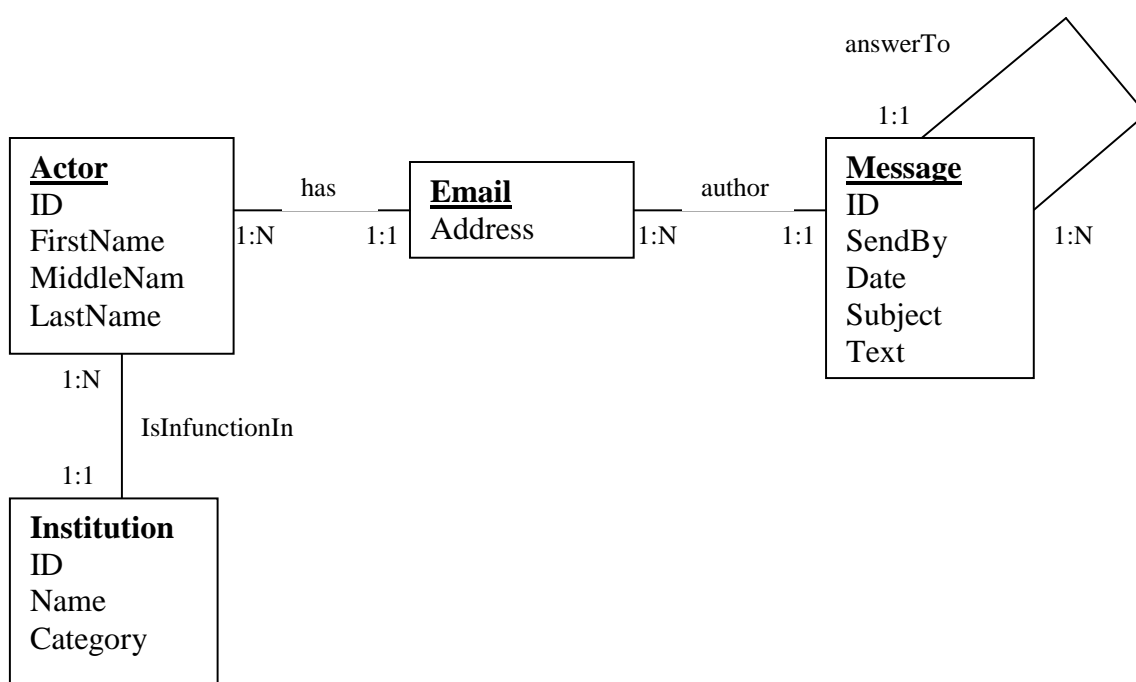 answerTo
1:1
Actor
ID
FirstName
MiddleNam
LastName
has
1:N
1:1
Email
Address
author
1:N
1:1
Message
ID
SendBy
Date
Subject
Text
1:N
1:N
IsInfunctionIn
1:1
Institution
ID
Name
Category